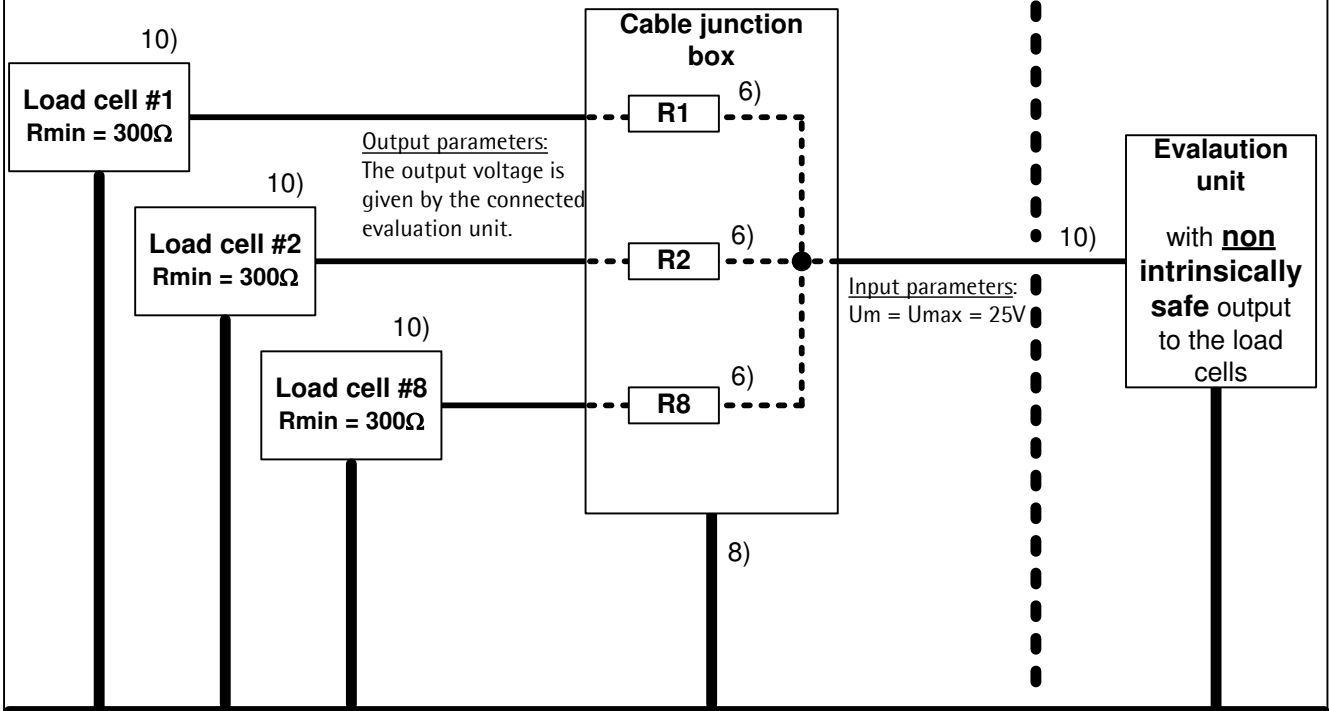 Cable junction
box
10)
Load cell #1
Rmin = 300Ω
R1
6)
Output parameters:
The output voltage is
given by the connected
evaluation unit.
10)
Load cell #2
Rmin = 300Ω
R2
6)
Input parameters:
Um = Umax = 25V
10)
Evalaution
unit
with non
intrinsically
safe output
to the load
cells
10)
Load cell #8
Rmin = 300Ω
R8
6)
8)